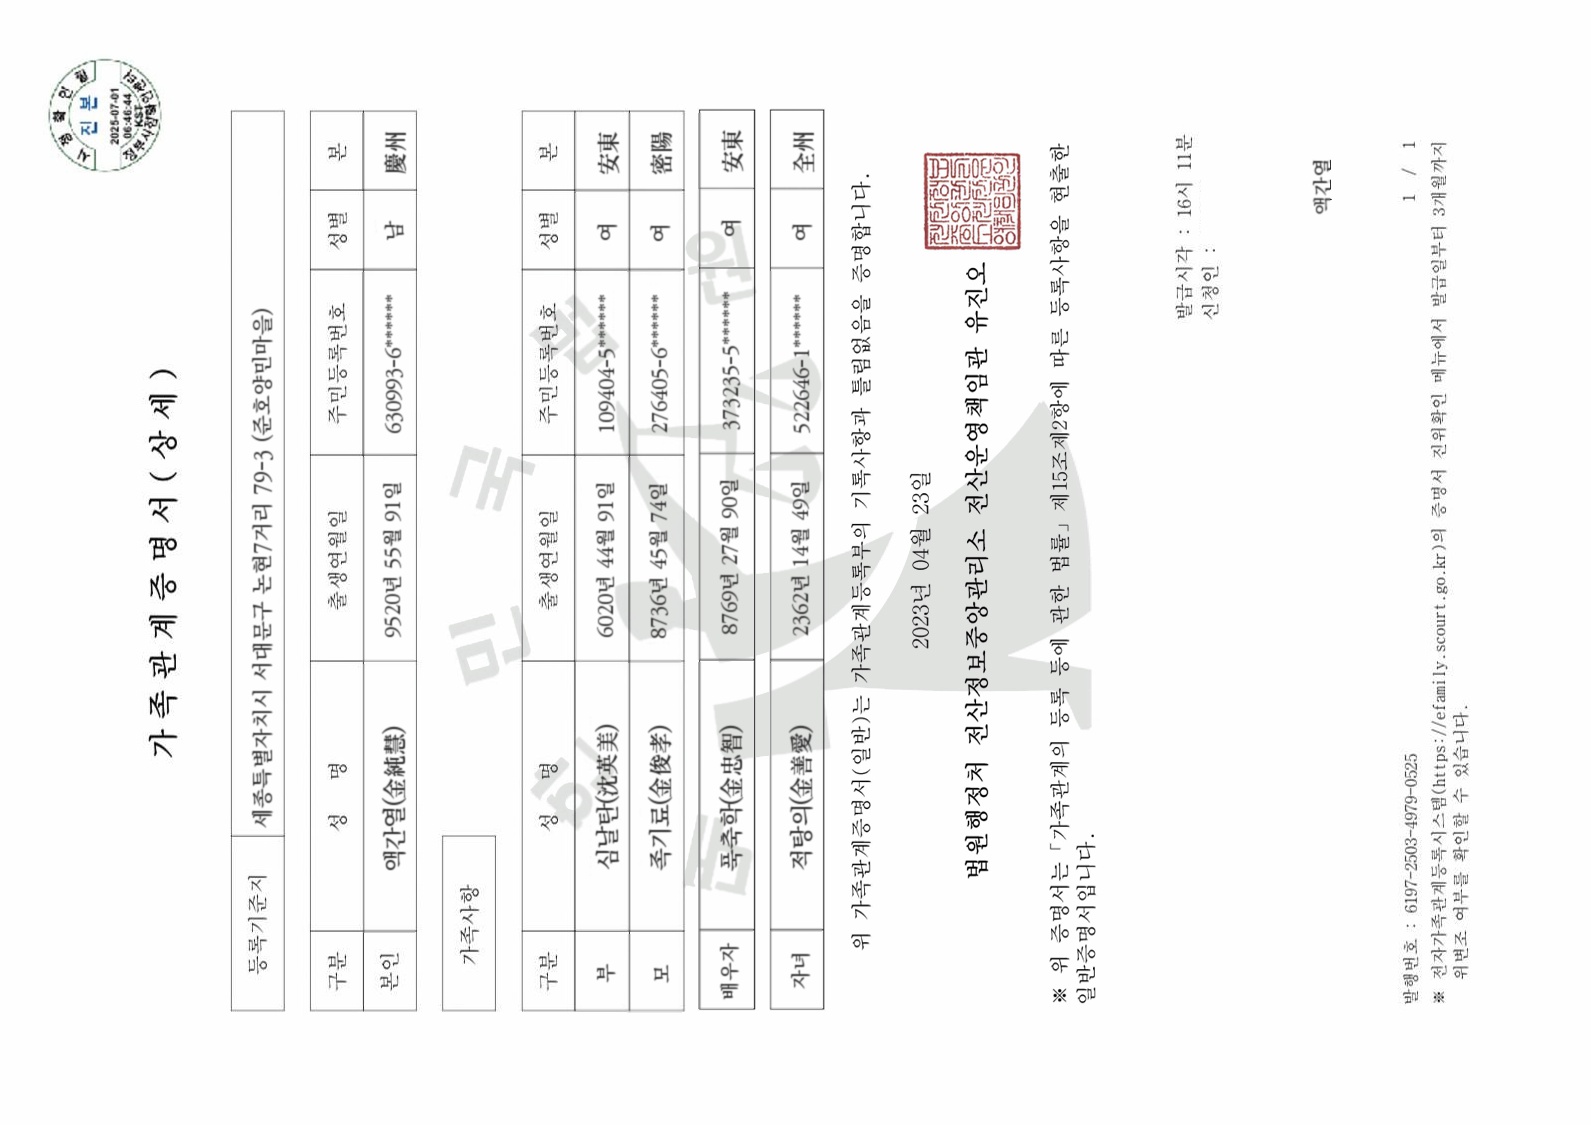 시점확인필
진본
2025-07-01
06:46:44
KST
가족관계증명서(상세)
등록기준지 세종특별자치시 서대문구 논현7거리 79-3 (준호양민마을)
구분 성 명 출생연월일 주민등록번호 성별 본
본인 액간열(金純慧) 9520년 55월 91일 630993-6****** 남 慶州
가족사항
구분 성 명 출생연월일 주민등록번호 성별 본
부 심날탄(沈英美) 6020년 44월 91일 109404-5****** 여 安東
모 족기료(金俊孝) 8736년 45월 74일 276405-6****** 여 密陽
배우자 푹축학(金忠智) 8769년 27월 90일 373235-5****** 여 安東
자녀 적탕의(金善愛) 2362년 14월 49일 522646-1****** 여 全州
대한민국법원
위 가족관계증명서(일반)는 가족관계등록부의 기록사항과 틀림없음을 증명합니다.
2023년 04월 23일
법원행정처 전산정보중앙관리소 전산운영책임관 유진오
※ 위 증명서는「가족관계의 등록 등에 관한 법률」제15조제2항에 따른 등록사항을 현출한
일반증명서입니다.
발급시각 : 16시 11분
신청인 :
액간열
발행번호 : 6197-2503-4979-0525 1 / 1
※ 전자가족관계등록시스템(https://efamily.scourt.go.kr)의 증명서 진위확인 메뉴에서 발급일부터 3개월까지
위변조 여부를 확인할 수 있습니다.